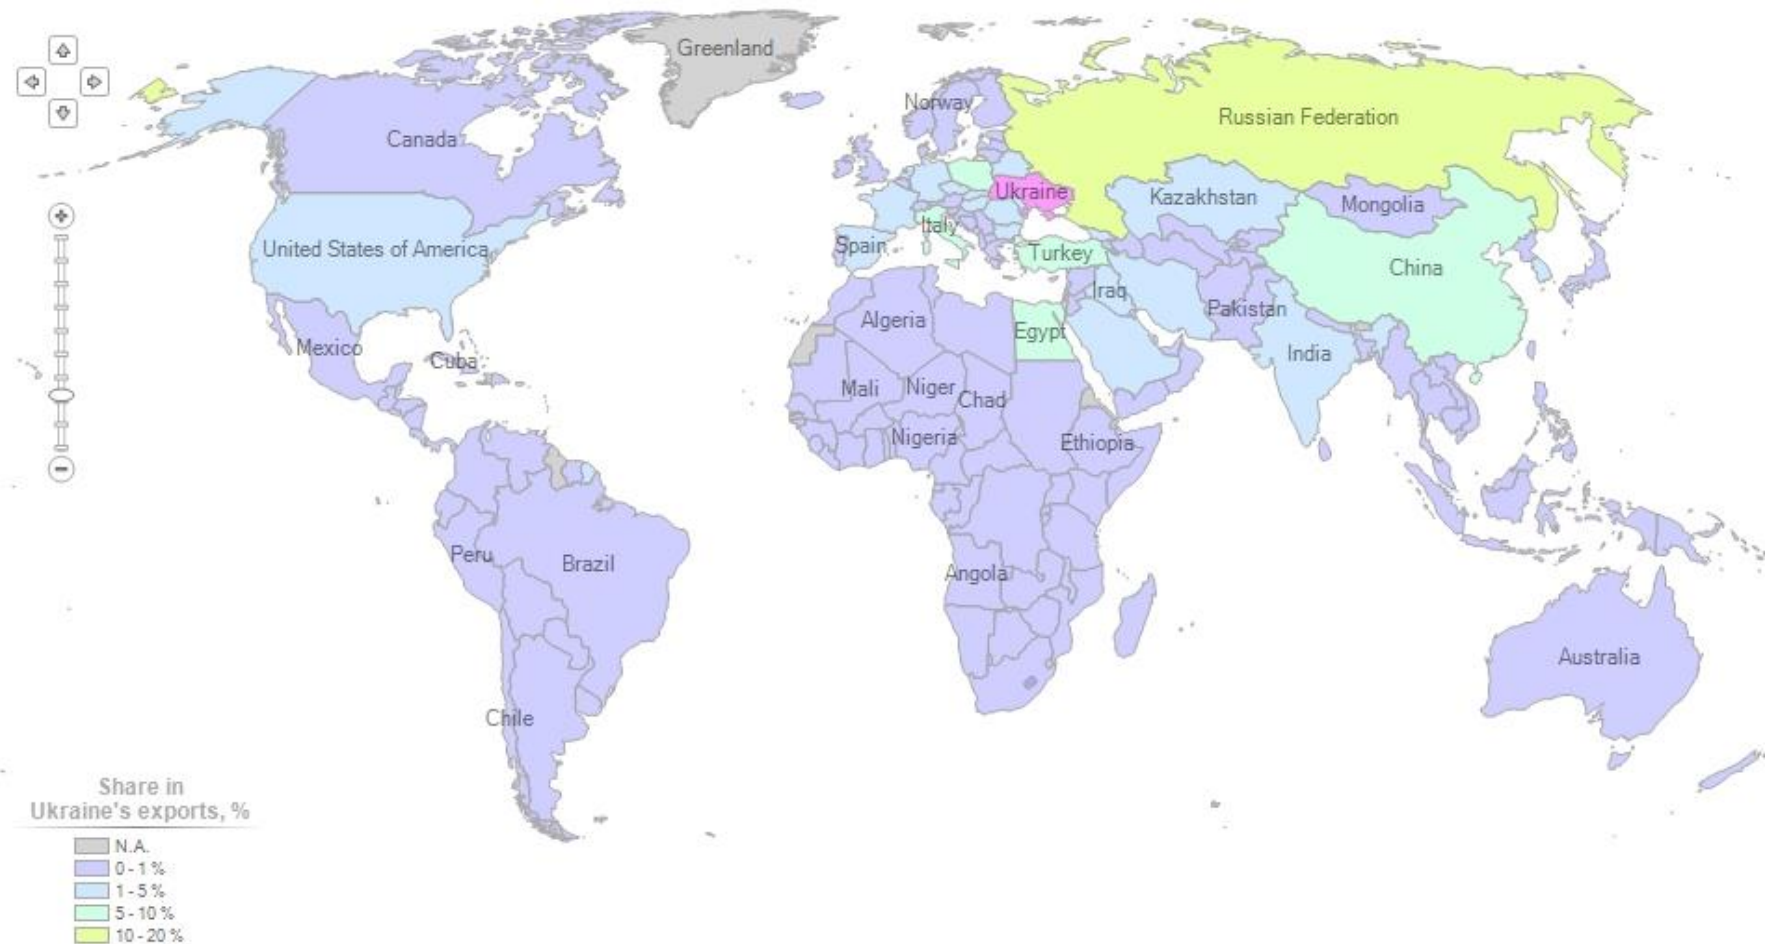 Greenland
Norway
Russian Federation
Canada
Ukraine
Kazakhstan
Mongolia
Italy
United States of America
Spain
Turkey
China
Iraq
Pakistan
Algeria
Egypt
Mexico
Cuba
India
Mali
Niger
Chad
Nigeria
Ethiopia
Peru
Brazil
Angola
Australia
Chile
Share in
Ukraine's exports, %
N.A.
0 - 1 %
1 - 5 %
5 - 10 %
10 - 20 %